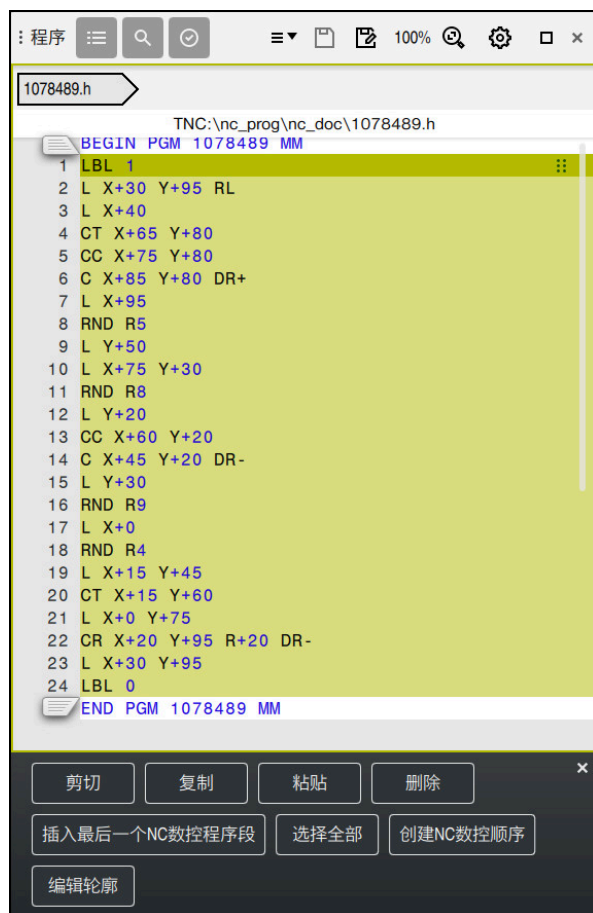 程序 100%
1078489.h
TNC:\nc_prog\nc_doc\1078489.h
BEGIN PGM 1078489 MM
1 LBL 1
2 L X+30 Y+95 RL
3 L X+40
4 CT X+65 Y+80
5 CC X+75 Y+80
6 C X+85 Y+80 DR+
7 L X+95
8 RND R5
9 L Y+50
10 L X+75 Y+30
11 RND R8
12 L Y+20
13 CC X+60 Y+20
14 C X+45 Y+20 DR-
15 L Y+30
16 RND R9
17 L X+0
18 RND R4
19 L X+15 Y+45
20 CT X+15 Y+60
21 L X+0 Y+75
22 CR X+20 Y+95 R+20 DR-
23 L X+30 Y+95
24 LBL 0
END PGM 1078489 MM
剪切 复制 粘贴 删除
插入最后一个NC数控程序段 选择全部 创建NC数控顺序
编辑轮廓